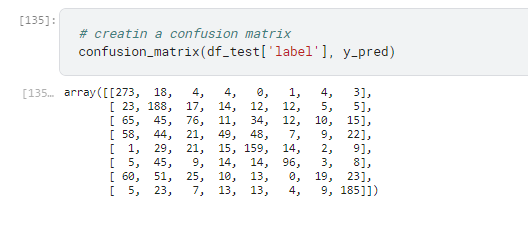 [135]:
# creatin a confusion matrix
confusion_matrix(df_test['label'], y_pred)
[135… array([[273, 18, 4, 4, 0, 1, 4, 3],
[ 23, 188, 17, 14, 12, 12, 5, 5],
[ 65, 45, 76, 11, 34, 12, 10, 15],
[ 58, 44, 21, 49, 48, 7, 9, 22],
[ 1, 29, 21, 15, 159, 14, 2, 9],
[ 5, 45, 9, 14, 14, 96, 3, 8],
[ 60, 51, 25, 10, 13, 0, 19, 23],
[ 5, 23, 7, 13, 13, 4, 9, 185]])